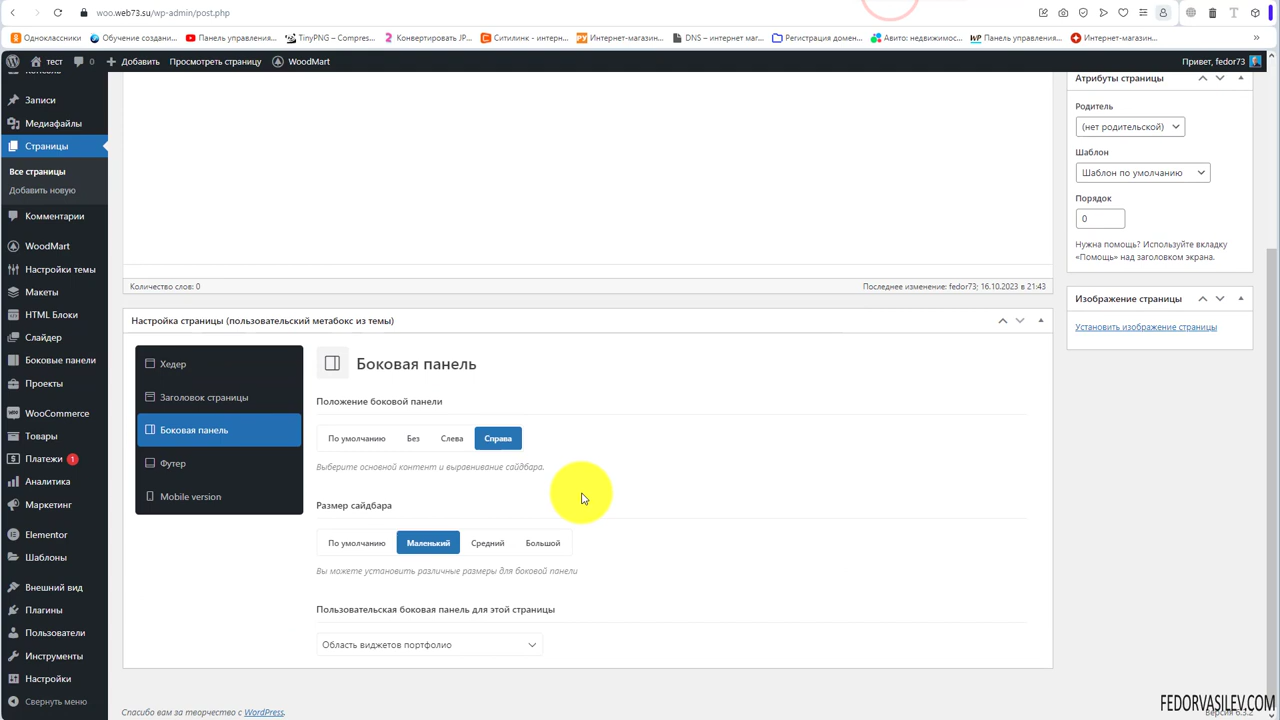 woo.web73.su/wp-admin/post.php
Одноклассники
Обучение создани...
Панель управления...
TinyPNG – Compres...
Конвертировать JP...
Ситилинк - интерн...
Интернет-магазин...
DNS – интернет маг...
Регистрация домен...
Авито: недвижимос...
Панель управления...
Интернет-магазин...
тест
0
Добавить
Просмотреть страницу
WoodMart
Привет, fedor73
Записи
Медиафайлы
Страницы
Все страницы
Добавить новую
Комментарии
WoodMart
Настройки темы
Макеты
HTML Блоки
Слайдер
Боковые панели
Проекты
WooCommerce
Товары
Платежи 1
Аналитика
Маркетинг
Elementor
Шаблоны
Внешний вид
Плагины
Пользователи
Инструменты
Настройки
Свернуть меню
Количество слов: 0
Последнее изменение: fedor73; 16.10.2023 в 21:43
Настройка страницы (пользовательский метабокс из темы)
Хедер
Заголовок страницы
Боковая панель
Футер
Mobile version
Боковая панель
Положение боковой панели
По умолчанию
Без
Слева
Справа
Выберите основной контент и выравнивание сайдбара.
Размер сайдбара
По умолчанию
Маленький
Средний
Большой
Вы можете установить различные размеры для боковой панели
Пользовательская боковая панель для этой страницы
Область виджетов портфолио
Атрибуты страницы
Родитель
(нет родительской)
Шаблон
Шаблон по умолчанию
Порядок
0
Нужна помощь? Используйте вкладку
«Помощь» над заголовком экрана.
Изображение страницы
Установить изображение страницы
Спасибо вам за творчество с WordPress.
FEDORVASILEV.COM
Версия 6.3.2